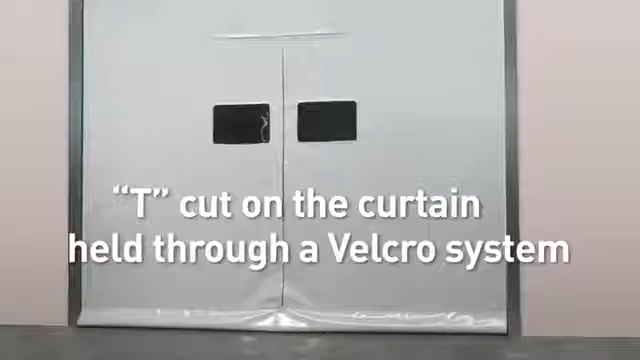 “T” cut on the curtain
held through a Velcro system